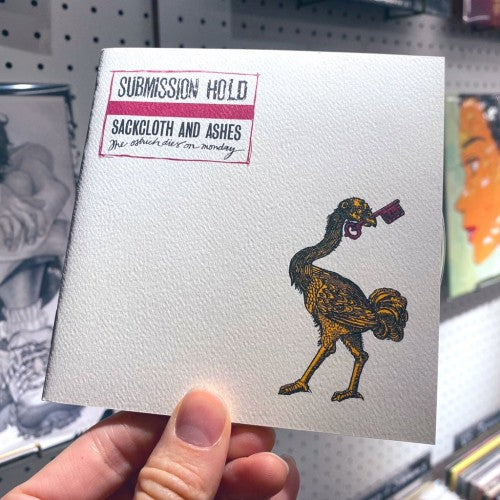 SUBMISSION HOLD
SACKCLOTH AND ASHES
The ostrich dies on monday